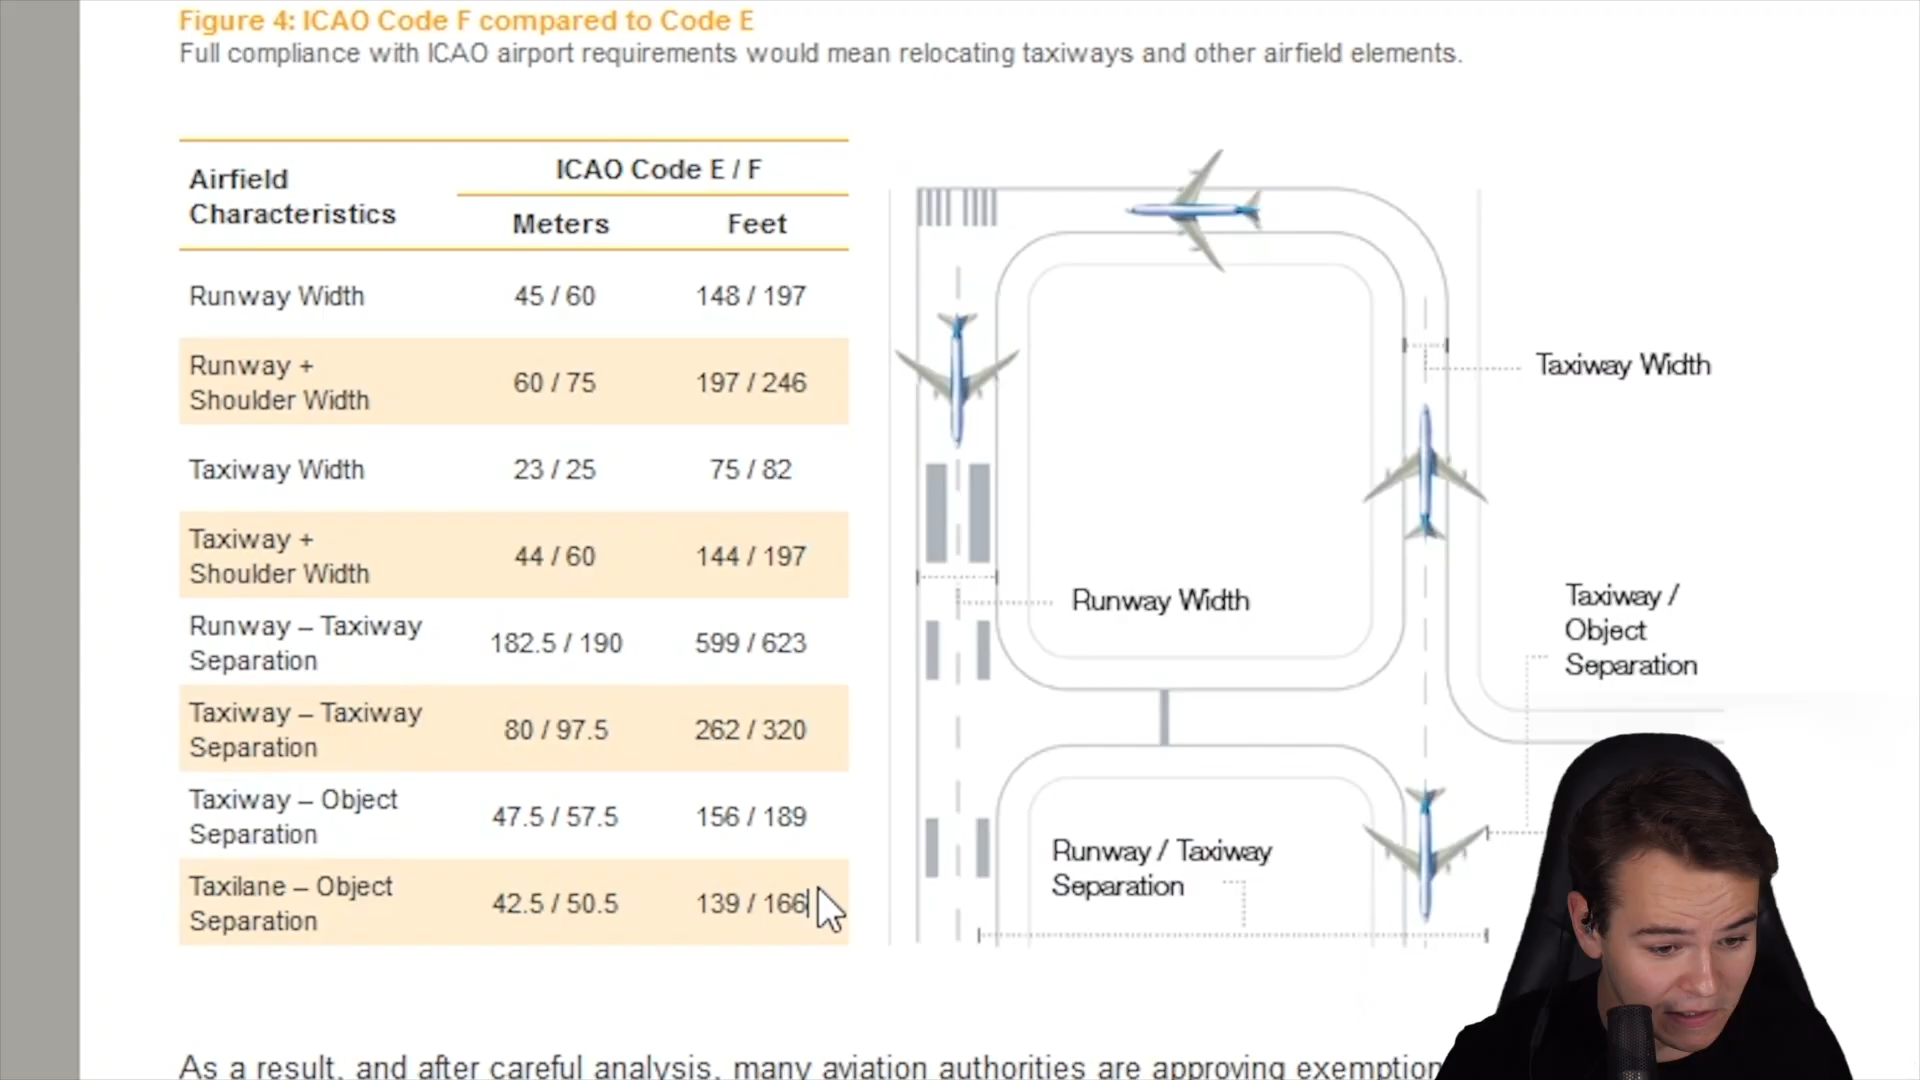 Figure 4: ICAO Code F compared to Code E
Full compliance with ICAO airport requirements would mean relocating taxiways and other airfield elements.
Airfield
Characteristics
ICAO Code E / F
Meters
Feet
Runway Width
45 / 60
148 / 197
Runway +
Shoulder Width
60 / 75
197 / 246
Taxiway Width
23 / 25
75 / 82
Taxiway +
Shoulder Width
44 / 60
144 / 197
Runway – Taxiway
Separation
182.5 / 190
599 / 623
Taxiway – Taxiway
Separation
80 / 97.5
262 / 320
Taxiway – Object
Separation
47.5 / 57.5
156 / 189
Taxilane – Object
Separation
42.5 / 50.5
139 / 166
Taxiway Width
Runway Width
Taxiway /
Object
Separation
Runway / Taxiway
Separation
As a result, and after careful analysis, many aviation authorities are approving exemption